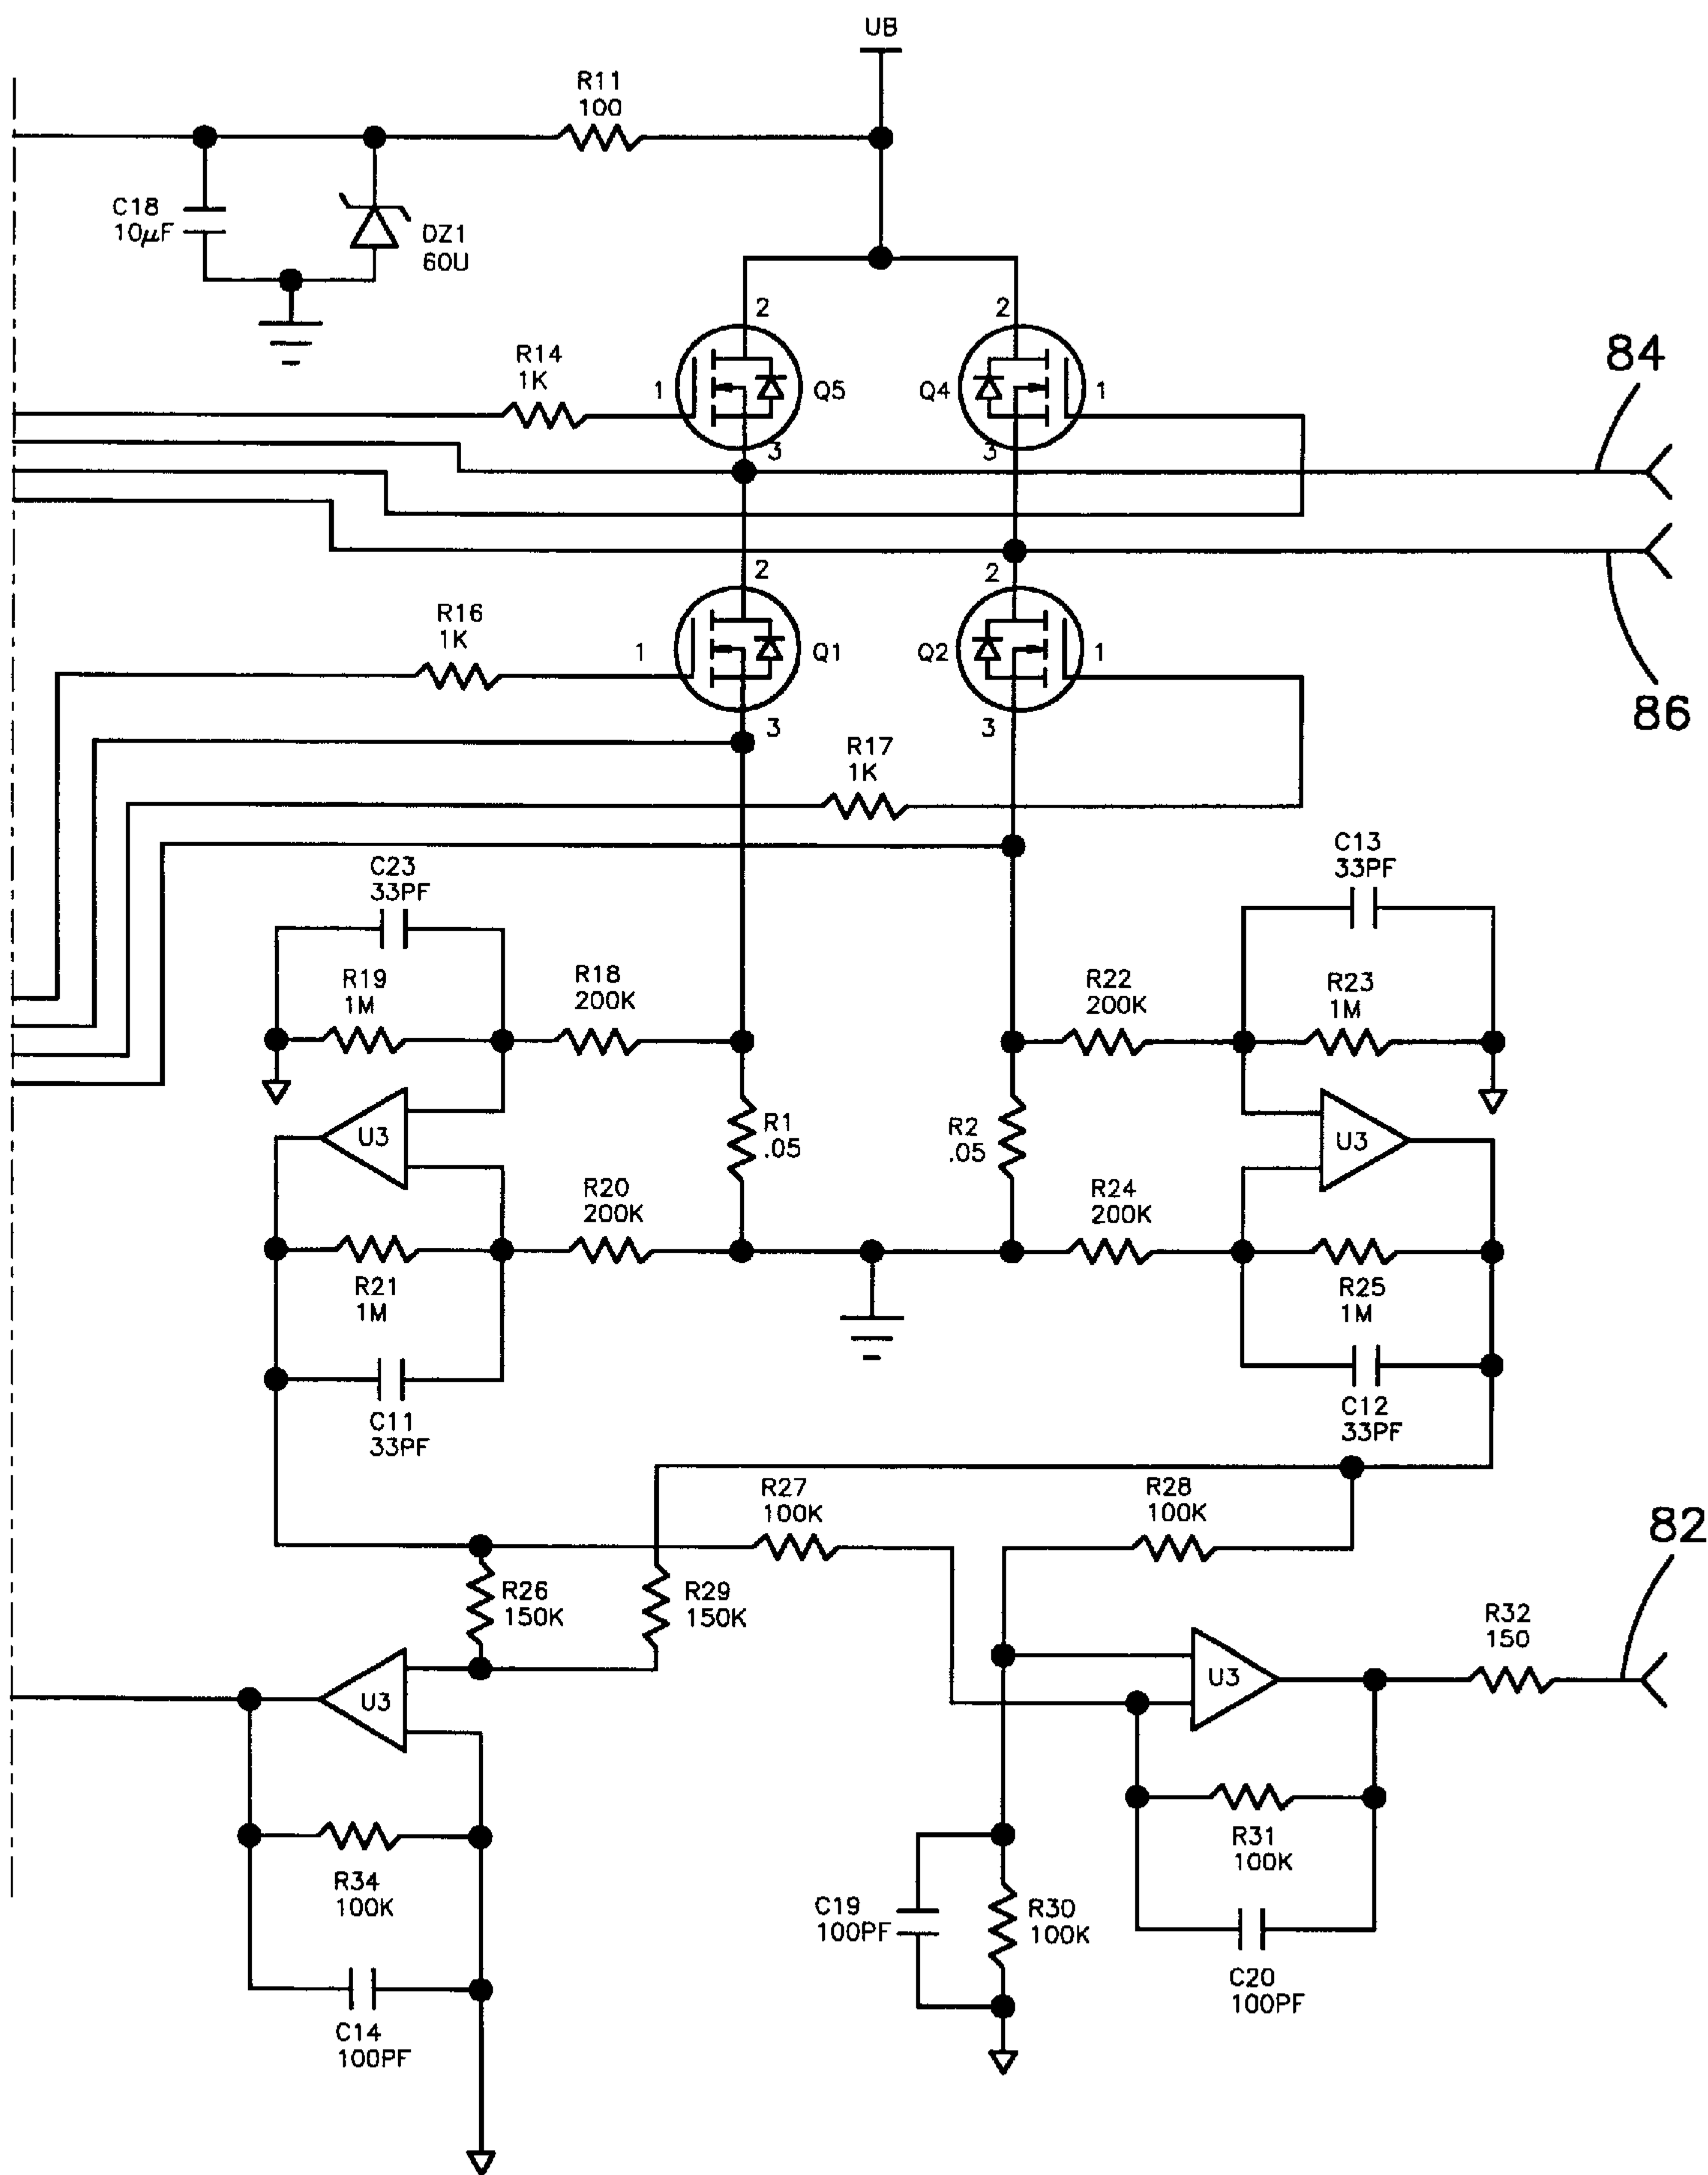 UB
R11
100
C18
10µF
DZ1
60U
2
2
R14
1K
1
Q5
Q4
1
84
3
3
2
2
R16
1K
1
Q1
Q2
1
86
3
3
R17
1K
C23
33PF
C13
33PF
R19
1M
R18
200K
R22
200K
R23
1M
U3
R1
.05
R2
.05
U3
R20
200K
R24
200K
R21
1M
R25
1M
C11
33PF
C12
33PF
R27
100K
R28
100K
82
R26
150K
R29
150K
R32
150
U3
U3
R34
100K
R31
100K
C19
100PF
R30
100K
C20
100PF
C14
100PF